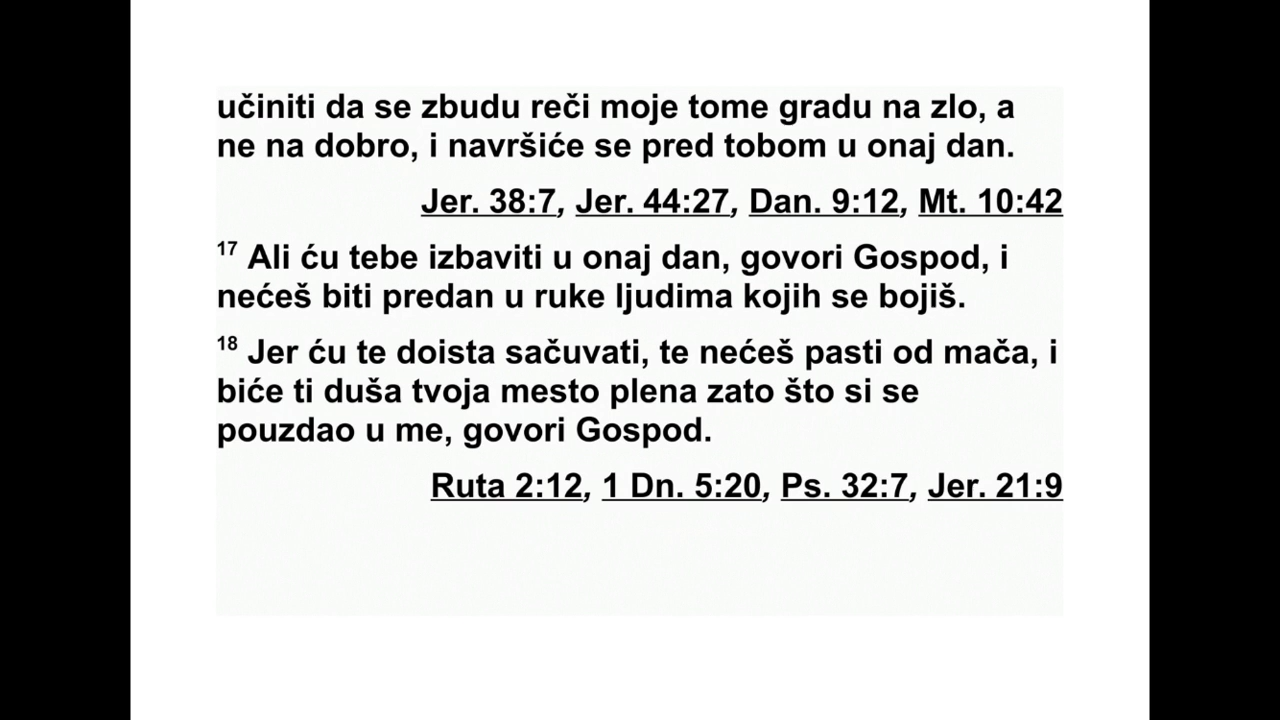 učiniti da se zbudu reči moje tome gradu na zlo, a
ne na dobro, i navršiće se pred tobom u onaj dan.
Jer. 38:7, Jer. 44:27, Dan. 9:12, Mt. 10:42
17 Ali ću tebe izbaviti u onaj dan, govori Gospod, i
nećeš biti predan u ruke ljudima kojih se bojiš.
18 Jer ću te doista sačuvati, te nećeš pasti od mača, i
biće ti duša tvoja mesto plena zato što si se
pouzdao u me, govori Gospod.
Ruta 2:12, 1 Dn. 5:20, Ps. 32:7, Jer. 21:9